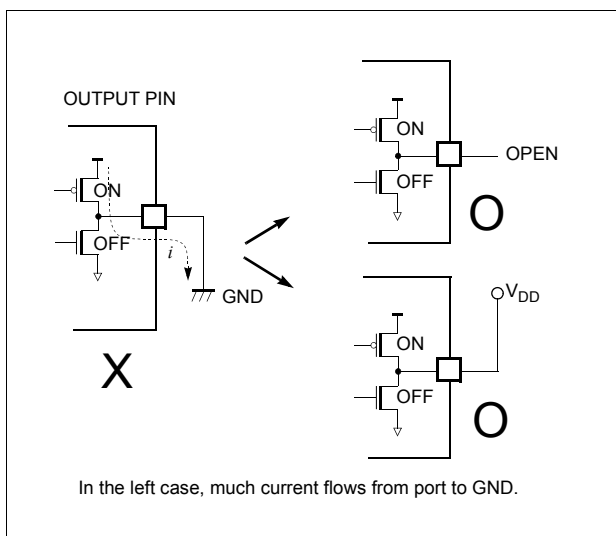 OUTPUT PIN
ON
OFF
i
GND
X
ON
OFF
OPEN
O
ON
OFF
VDD
O
In the left case, much current flows from port to GND.